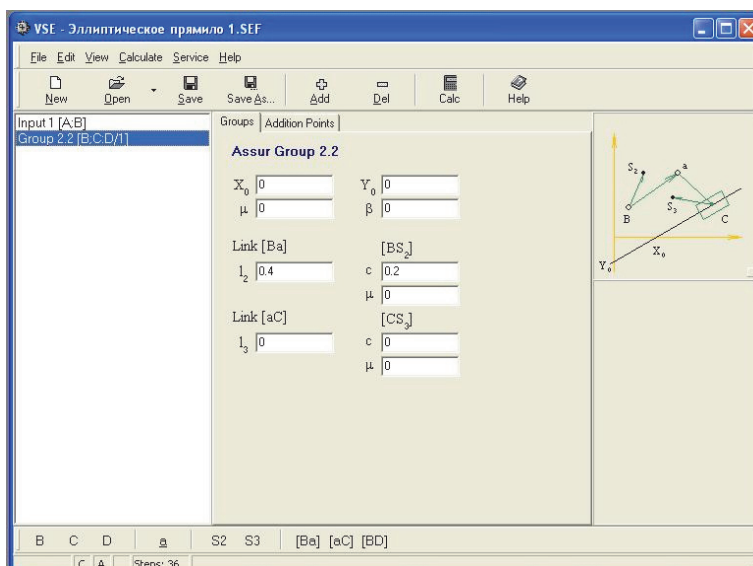 VSE - Эллиптическое прямило 1.SEF
File Edit View Calculate Service Help
New Open Save Save As... Add Del Calc Help
Input 1 [A;B]
Group 2.2 [B;C:D/1]
Groups Addition Points
Assur Group 2.2
X0 0 Y0 0
μ 0 β 0
Link [Ba] [BS2]
l2 0.4 c 0.2
μ 0
Link [aC] [CS3]
l3 0 c 0
μ 0
S2 a
B S3 C
X0
Y0
B C D a S2 S3 [Ba] [aC] [BD]
C A Steps: 36